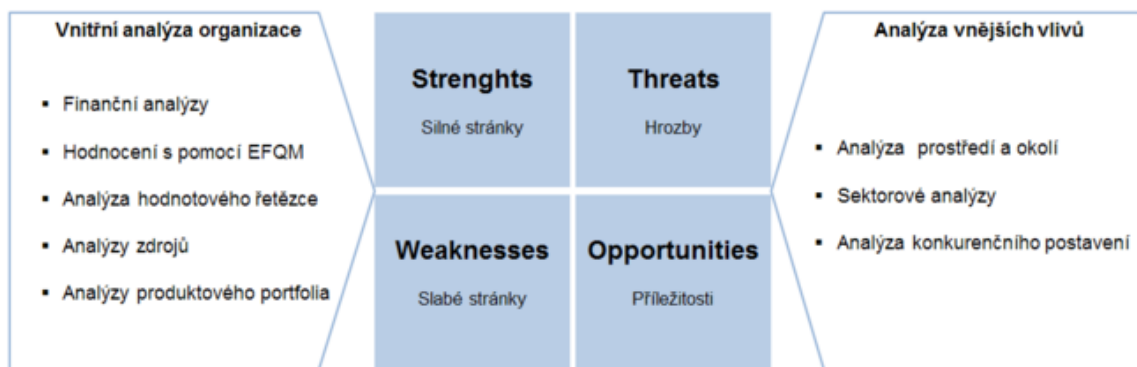 Vnitřní analýza organizace
▪ Finanční analýzy
▪ Hodnocení s pomocí EFQM
▪ Analýza hodnotového řetězce
▪ Analýzy zdrojů
▪ Analýzy produktového portfolia
Strenghts
Silné stránky
Threats
Hrozby
Weaknesses
Slabé stránky
Opportunities
Příležitosti
Analýza vnějších vlivů
▪ Analýza prostředí a okolí
▪ Sektorové analýzy
▪ Analýza konkurenčního postavení